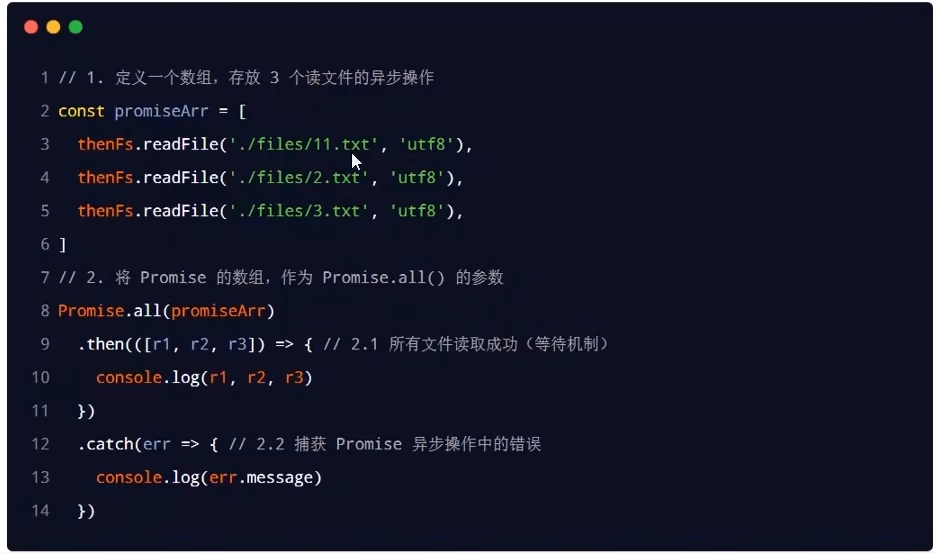 1 // 1. 定义一个数组，存放 3 个读文件的异步操作
2 const promiseArr = [
3   thenFs.readFile('./files/11.txt', 'utf8'),
4   thenFs.readFile('./files/2.txt', 'utf8'),
5   thenFs.readFile('./files/3.txt', 'utf8'),
6 ]
7 // 2. 将 Promise 的数组，作为 Promise.all() 的参数
8 Promise.all(promiseArr)
9   .then(([r1, r2, r3]) => { // 2.1 所有文件读取成功（等待机制）
10     console.log(r1, r2, r3)
11   })
12   .catch(err => { // 2.2 捕获 Promise 异步操作中的错误
13     console.log(err.message)
14   })